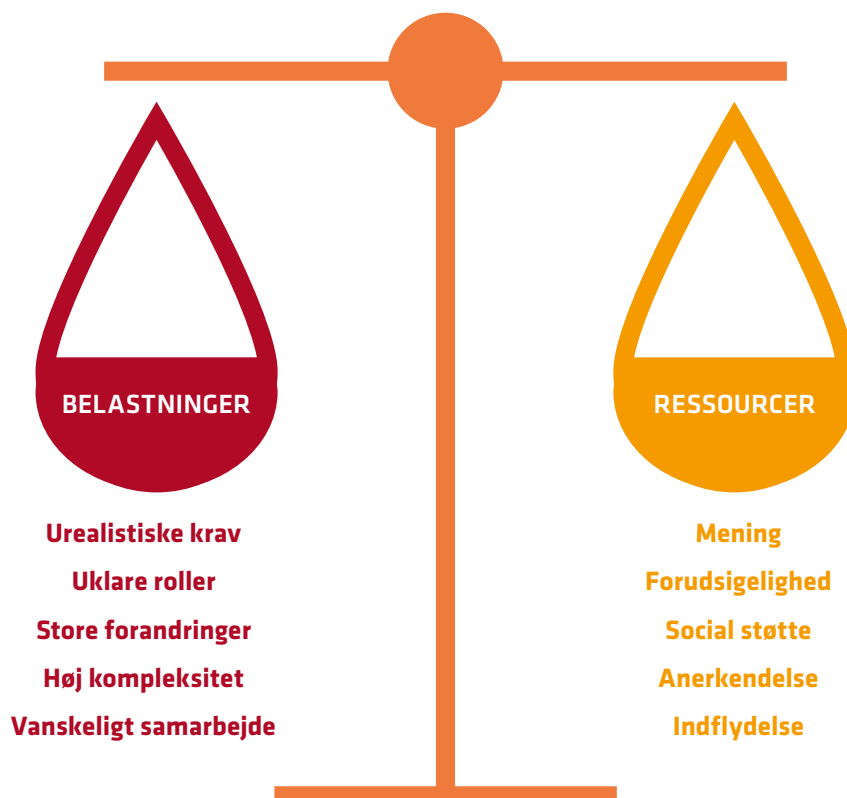 BELASTNINGER
Urealistiske krav
Uklare roller
Store forandringer
Høj kompleksitet
Vanskeligt samarbejde
RESSOURCER
Mening
Forudsigelighed
Social støtte
Anerkendelse
Indflydelse